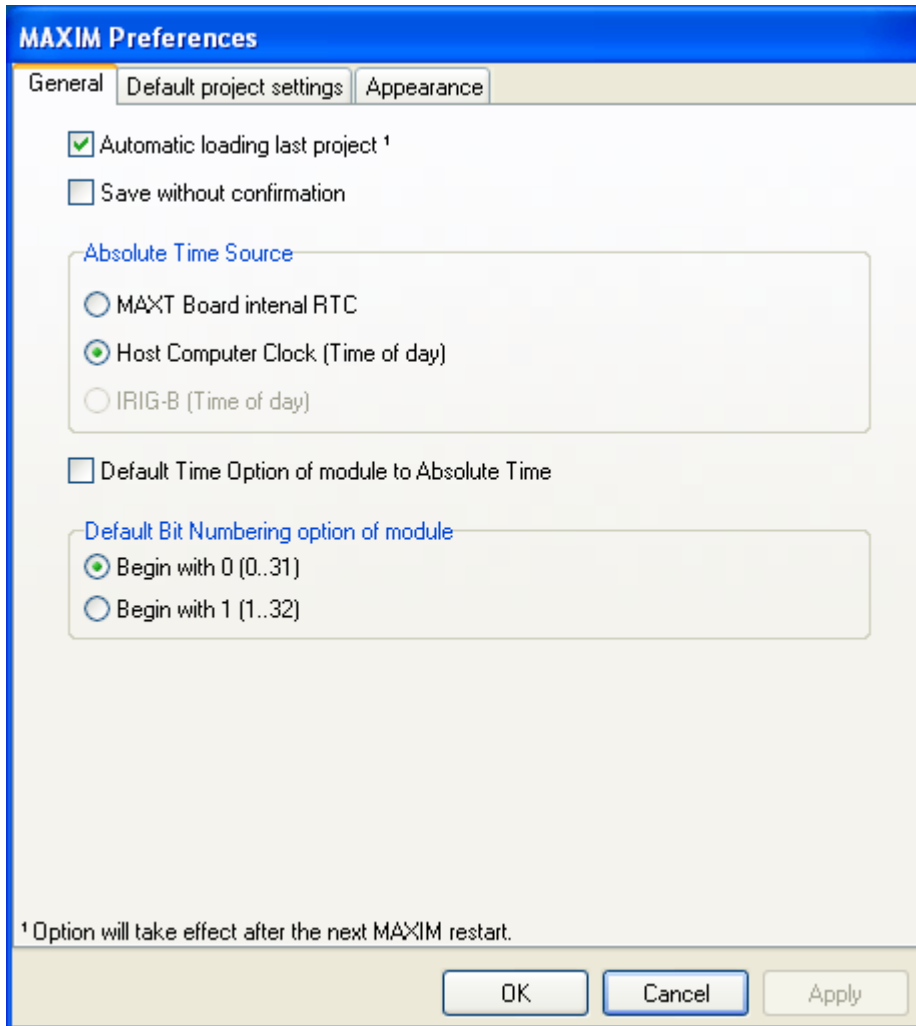 MAXIM Preferences
General Default project settings Appearance
Automatic loading last project ¹
Save without confirmation
Absolute Time Source
MAXT Board intenal RTC
Host Computer Clock (Time of day)
IRIG-B (Time of day)
Default Time Option of module to Absolute Time
Default Bit Numbering option of module
Begin with 0 (0..31)
Begin with 1 (1..32)
¹ Option will take effect after the next MAXIM restart.
OK Cancel Apply